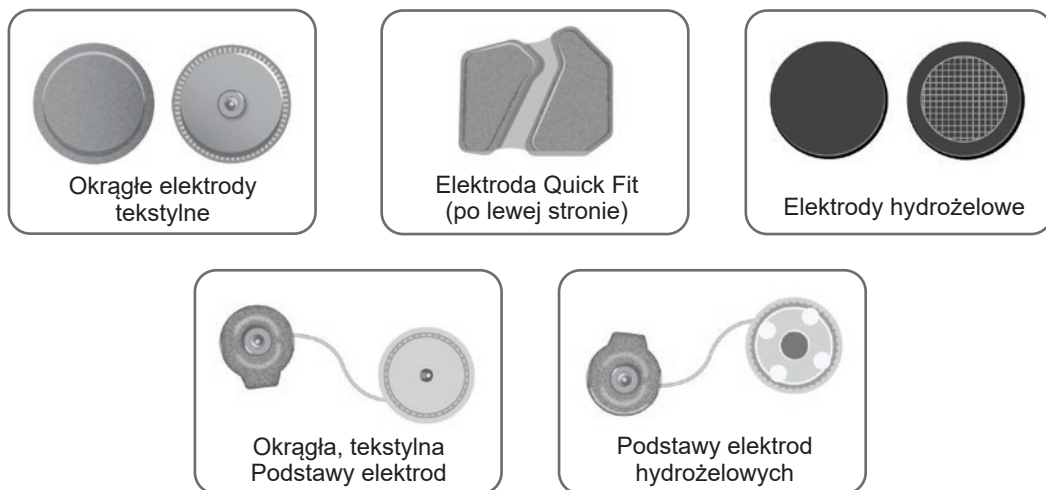 Okrągłe elektrody
tekstylne
Elektroda Quick Fit
(po lewej stronie)
Elektrody hydrożelowe
Okrągła, tekstylna
Podstawy elektrod
Podstawy elektrod
hydrożelowych